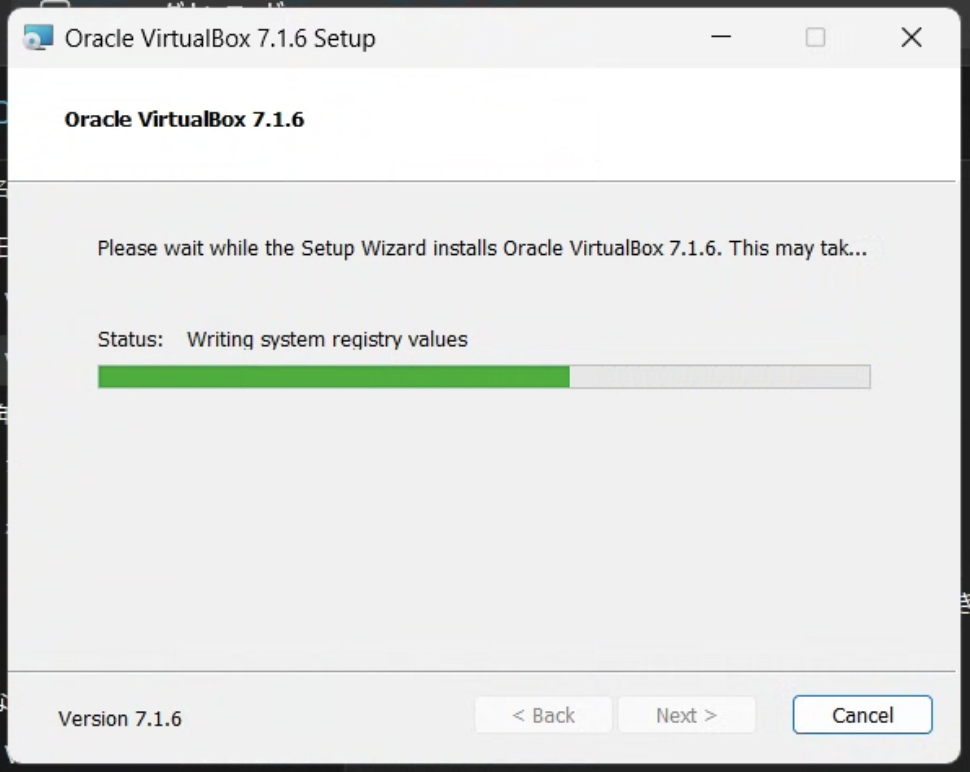 Oracle VirtualBox 7.1.6 Setup
Oracle VirtualBox 7.1.6
Please wait while the Setup Wizard installs Oracle VirtualBox 7.1.6. This may tak...
Status: Writing system registry values
Version 7.1.6
< Back
Next >
Cancel